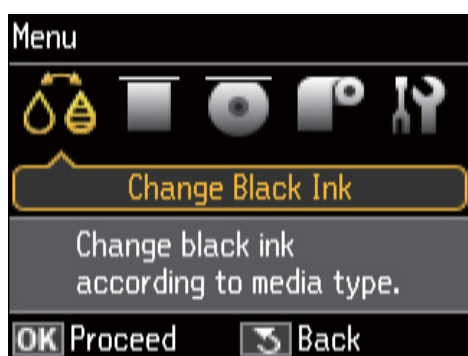 Menu
Change Black Ink
Change black ink
according to media type.
OK Proceed Back